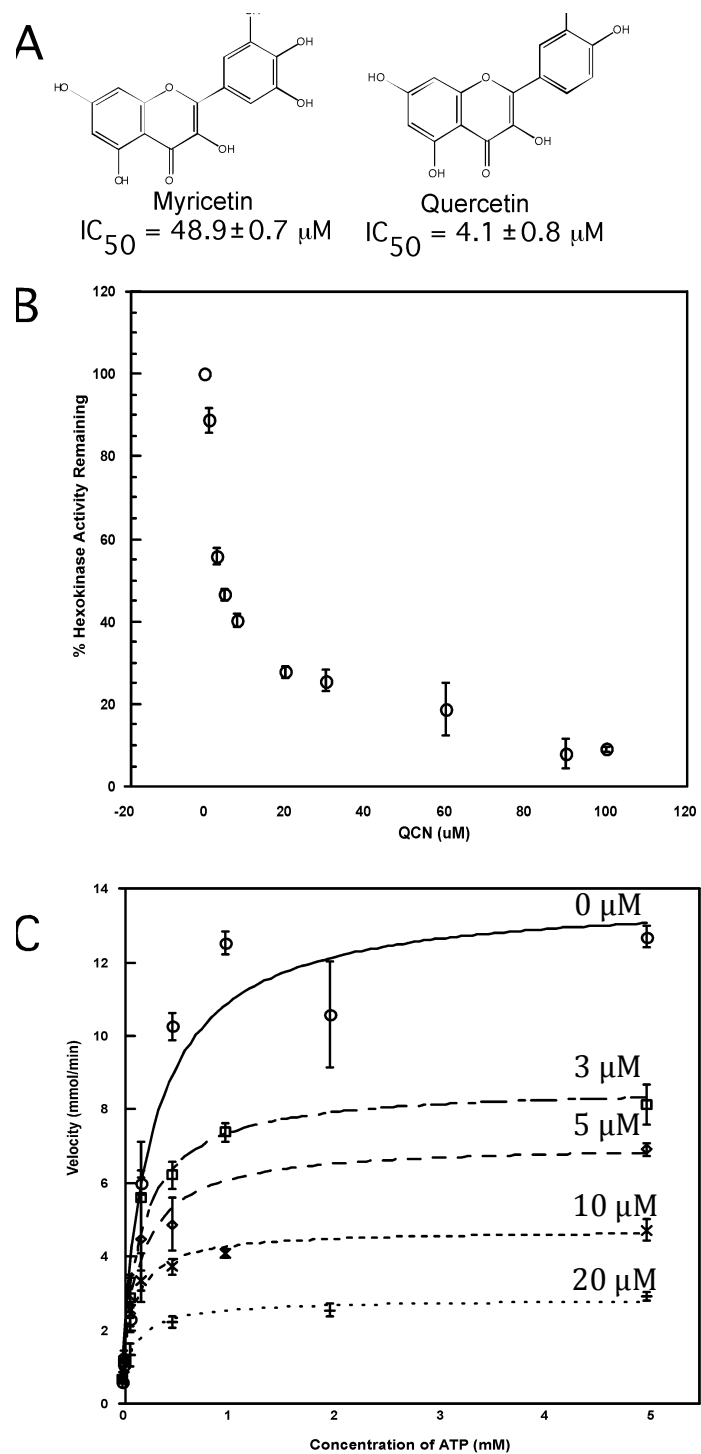 A
OH
HO
O
OH
OH
OH
OH
O
Myricetin
IC50 = 48.9±0.7 µM
OH
HO
O
OH
OH
O
Quercetin
IC50 = 4.1 ±0.8 µM
B
120
100
80
60
40
20
0
-20 0 20 40 60 80 100 120
% Hexokinase Activity Remaining
QCN (uM)
C
14
12
10
8
6
4
2
0
0 1 2 3 4 5
Velocity (mmol/min)
0 µM
3 µM
5 µM
10 µM
20 µM
Concentration of ATP (mM)